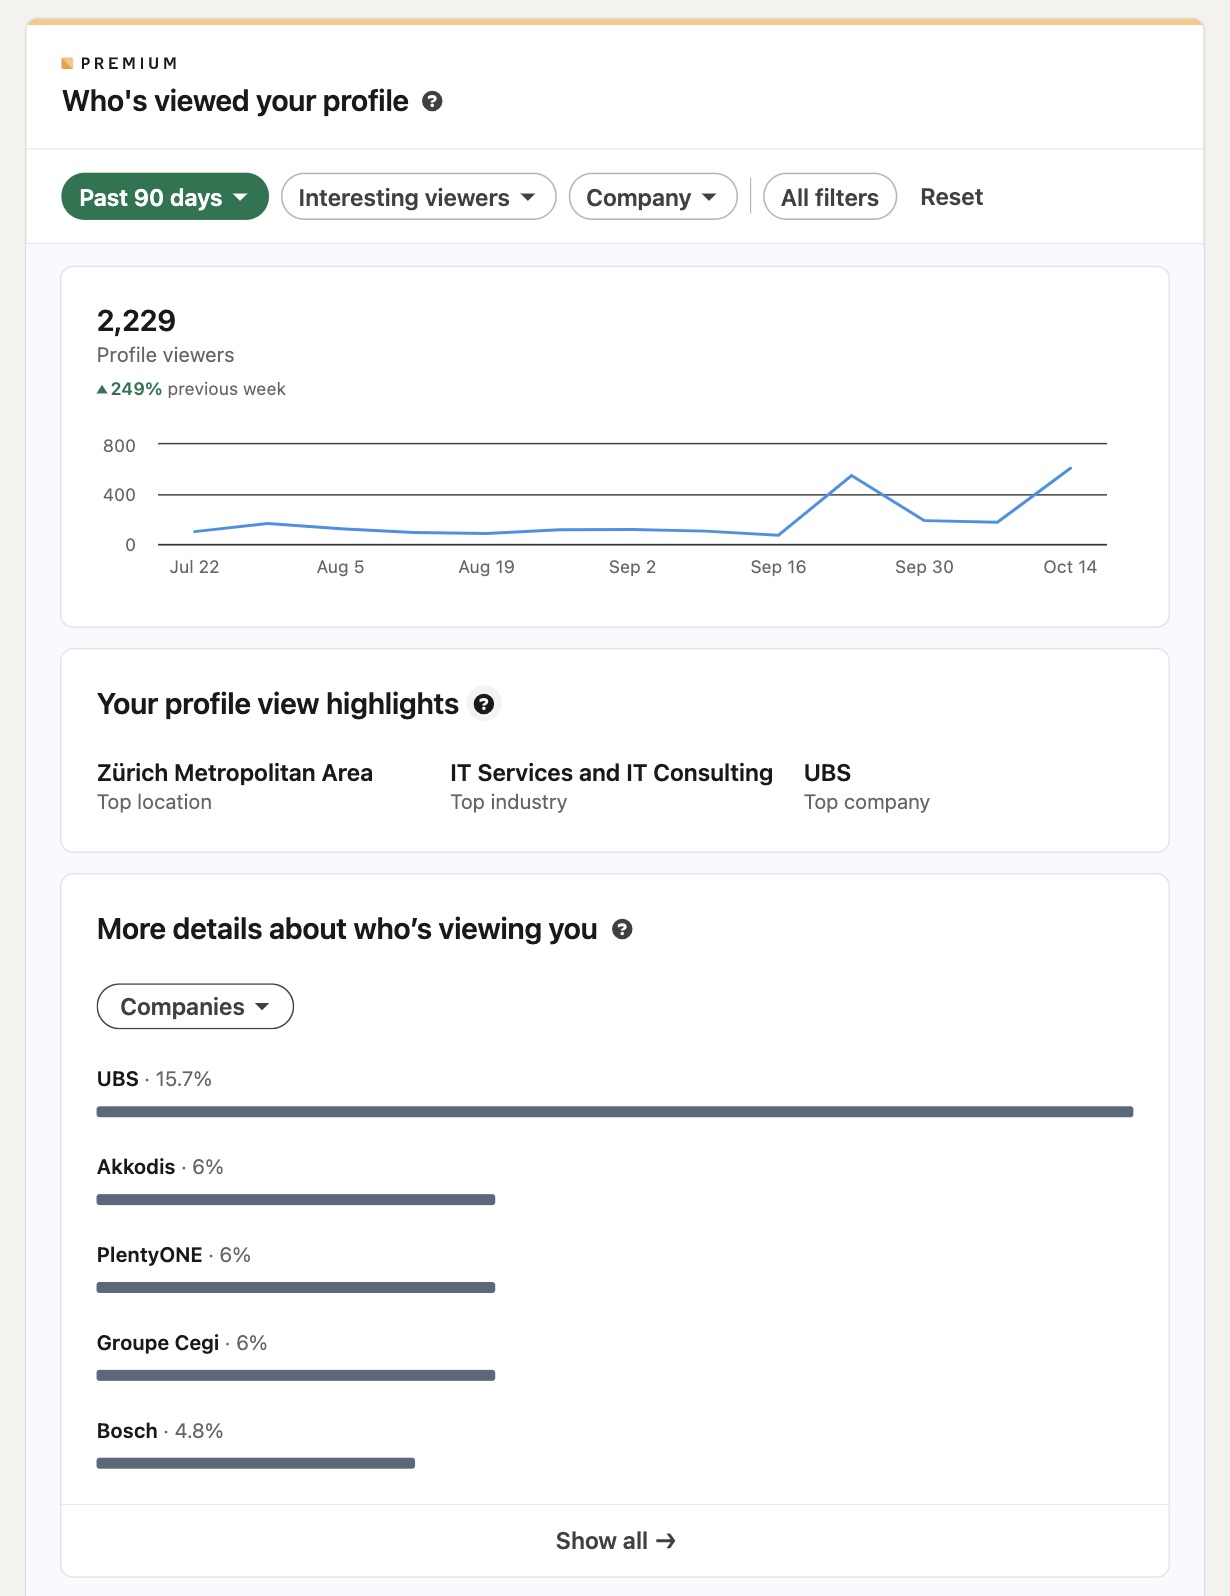 PREMIUM
Who's viewed your profile
Past 90 days
Interesting viewers
Company
All filters
Reset
2,229
Profile viewers
249% previous week
800
400
0
Jul 22
Aug 5
Aug 19
Sep 2
Sep 16
Sep 30
Oct 14
Your profile view highlights
Zürich Metropolitan Area
Top location
IT Services and IT Consulting
Top industry
UBS
Top company
More details about who’s viewing you
Companies
UBS · 15.7%
Akkodis · 6%
PlentyONE · 6%
Groupe Cegi · 6%
Bosch · 4.8%
Show all →